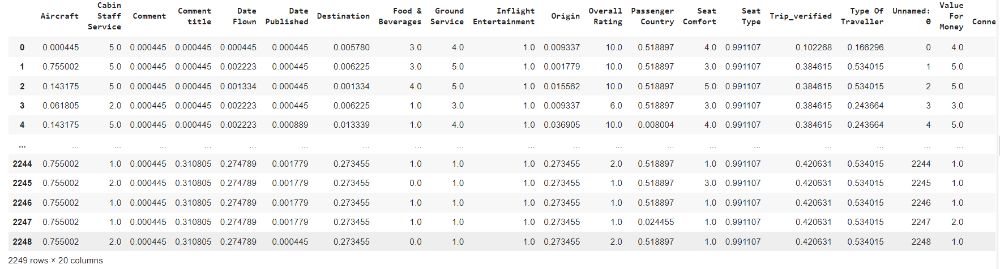 Aircraft Cabin Staff Service Comment Comment title Date Flown Date Published Destination Food & Beverages Ground Service Inflight Entertainment Origin Overall Rating Passenger Country Seat Comfort Seat Type Trip_verified Type Of Traveller Unnamed: 0 Value For Money Conne
0 0.000445 5.0 0.000445 0.000445 0.000445 0.000445 0.005780 3.0 4.0 1.0 0.009337 10.0 0.518897 4.0 0.991107 0.102268 0.166296 0 4.0
1 0.755002 5.0 0.000445 0.000445 0.002223 0.000445 0.006225 3.0 5.0 1.0 0.001779 10.0 0.518897 3.0 0.991107 0.384615 0.534015 1 5.0
2 0.143175 5.0 0.000445 0.000445 0.001334 0.000445 0.001334 4.0 5.0 1.0 0.015562 10.0 0.518897 5.0 0.991107 0.384615 0.534015 2 5.0
3 0.061805 2.0 0.000445 0.000445 0.002223 0.000445 0.006225 1.0 3.0 1.0 0.009337 6.0 0.518897 3.0 0.991107 0.384615 0.243664 3 3.0
4 0.143175 5.0 0.000445 0.000445 0.002223 0.000889 0.013339 1.0 4.0 1.0 0.036905 10.0 0.008004 4.0 0.991107 0.384615 0.243664 4 5.0
... ... ... ... ... ... ... ... ... ... ... ... ... ... ... ... ... ... ... ...
2244 0.755002 1.0 0.000445 0.310805 0.274789 0.001779 0.273455 1.0 1.0 1.0 0.273455 2.0 0.518897 1.0 0.991107 0.420631 0.534015 2244 1.0
2245 0.755002 2.0 0.000445 0.310805 0.274789 0.001779 0.273455 0.0 1.0 1.0 0.273455 1.0 0.518897 3.0 0.991107 0.420631 0.534015 2245 1.0
2246 0.755002 1.0 0.000445 0.310805 0.274789 0.001779 0.273455 1.0 1.0 1.0 0.273455 1.0 0.518897 1.0 0.991107 0.420631 0.534015 2246 1.0
2247 0.755002 1.0 0.000445 0.310805 0.274789 0.001779 0.273455 1.0 1.0 1.0 0.273455 1.0 0.024455 1.0 0.991107 0.420631 0.534015 2247 2.0
2248 0.755002 2.0 0.000445 0.310805 0.274789 0.000445 0.273455 0.0 1.0 1.0 0.273455 2.0 0.518897 1.0 0.991107 0.420631 0.534015 2248 1.0
2249 rows × 20 columns